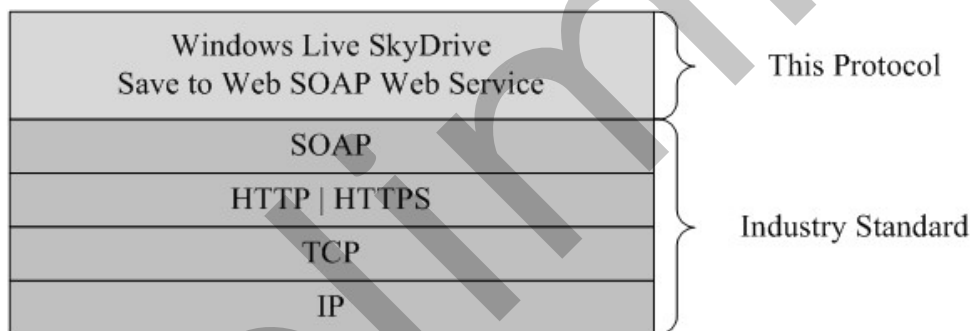 Windows Live SkyDrive
Save to Web SOAP Web Service
This Protocol
SOAP
HTTP | HTTPS
TCP
IP
Industry Standard